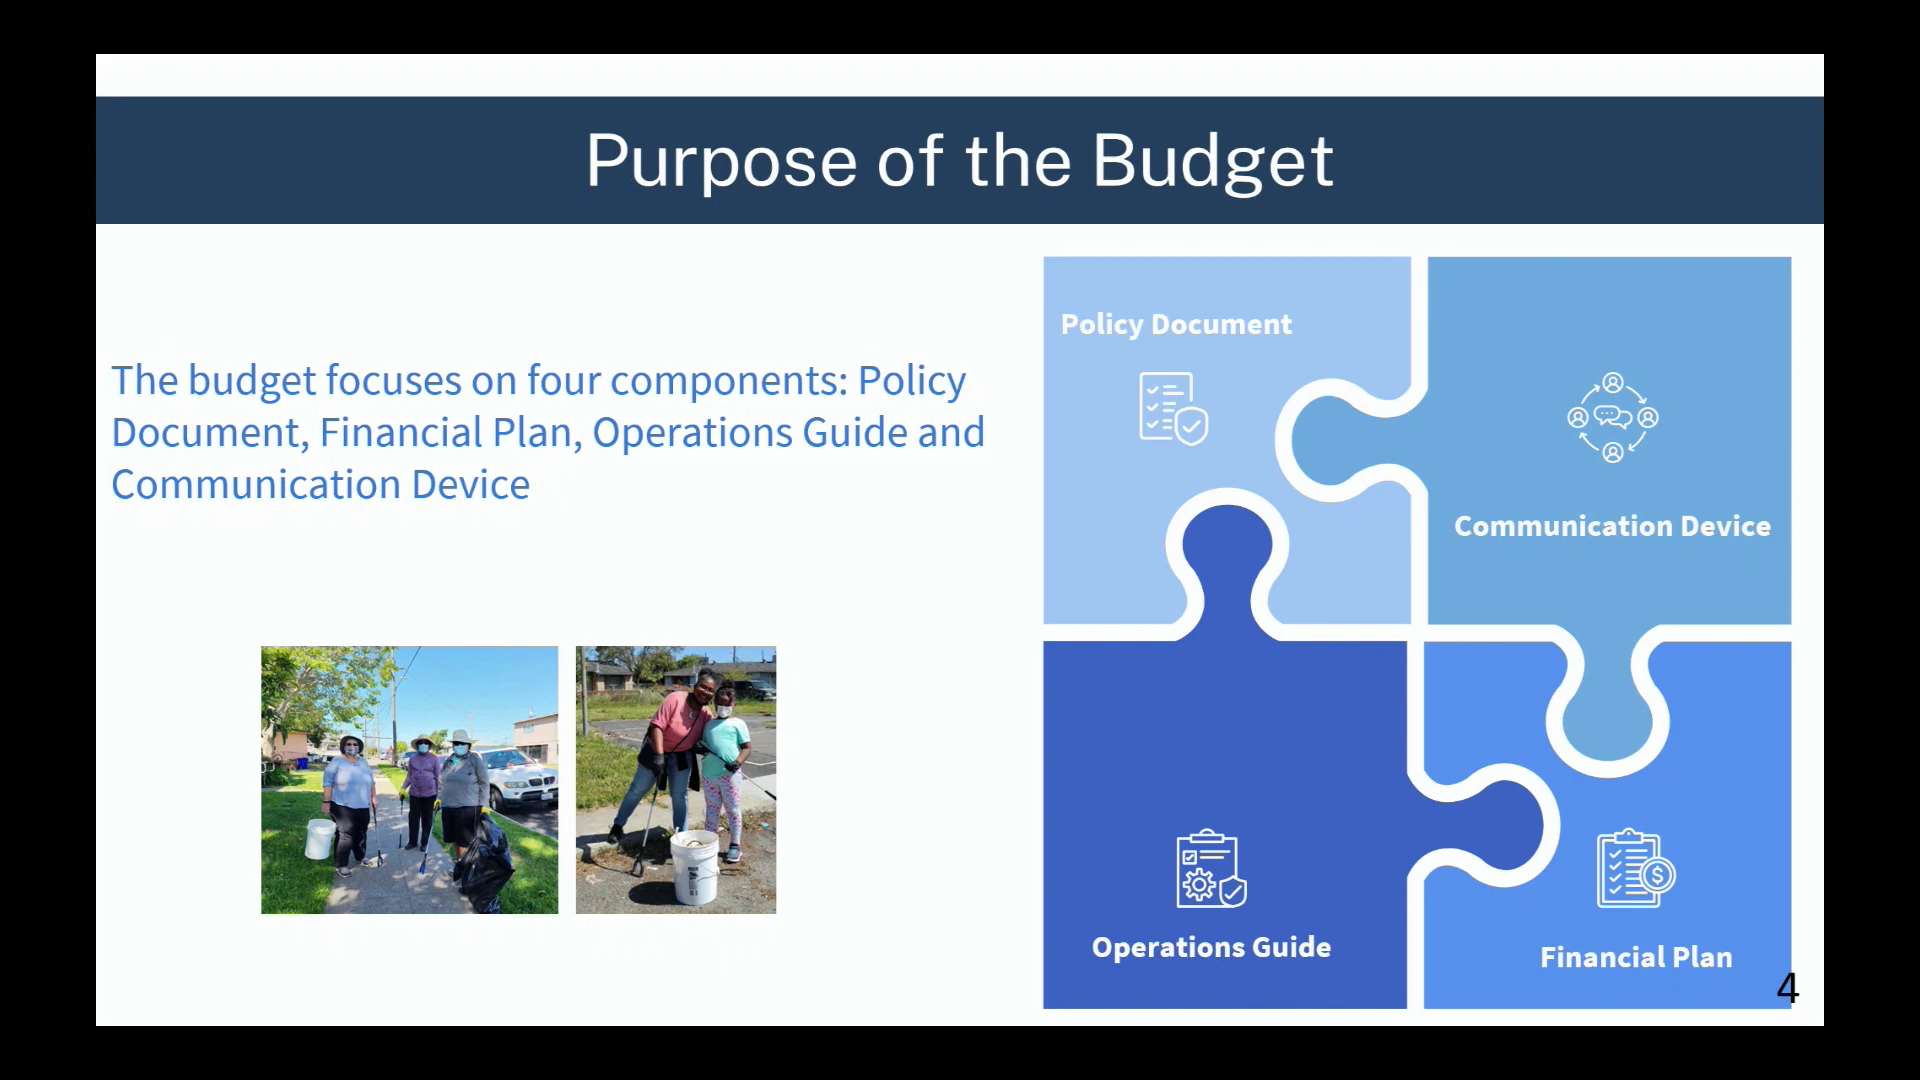 Purpose of the Budget
The budget focuses on four components: Policy
Document, Financial Plan, Operations Guide and
Communication Device
Policy Document
Communication Device
Operations Guide
Financial Plan
4